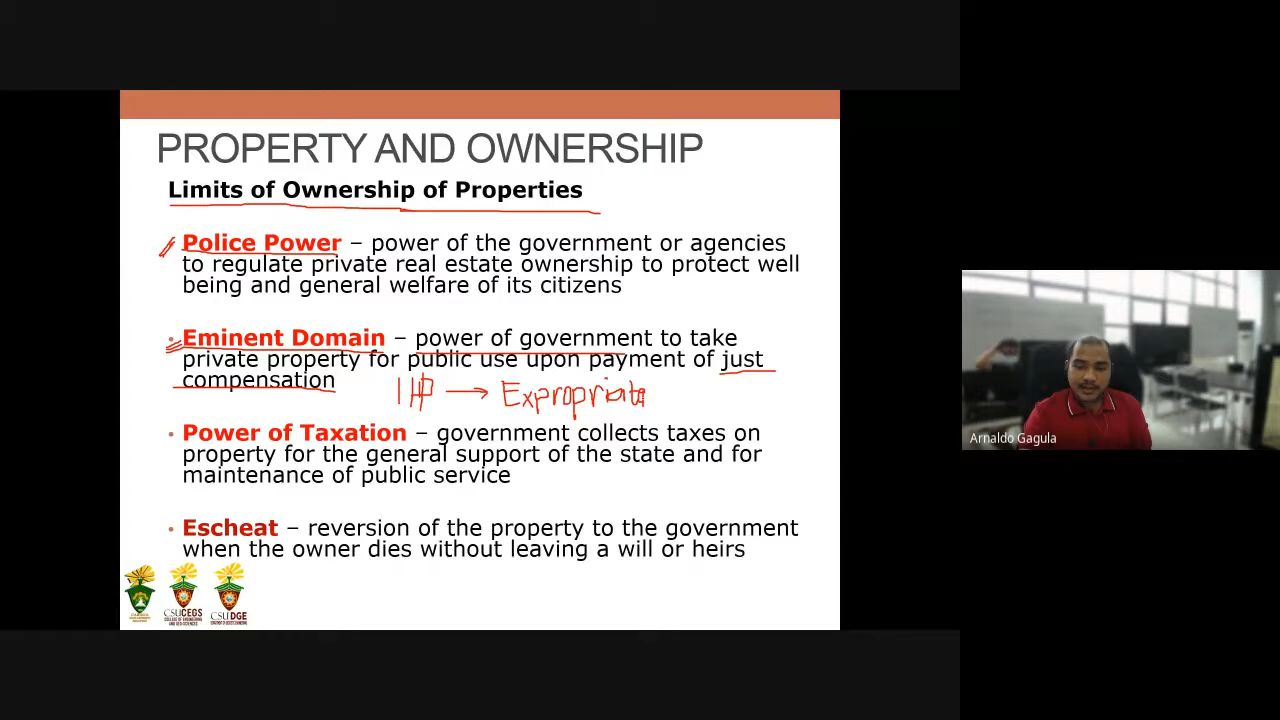 PROPERTY AND OWNERSHIP
Limits of Ownership of Properties
Police Power – power of the government or agencies
to regulate private real estate ownership to protect well
being and general welfare of its citizens
• Eminent Domain – power of government to take
private property for public use upon payment of just
compensation
→ Expropriate
• Power of Taxation – government collects taxes on
property for the general support of the state and for
maintenance of public service
• Escheat – reversion of the property to the government
when the owner dies without leaving a will or heirs
CSUCEGS
CSUDGE
Arnaldo Gagula